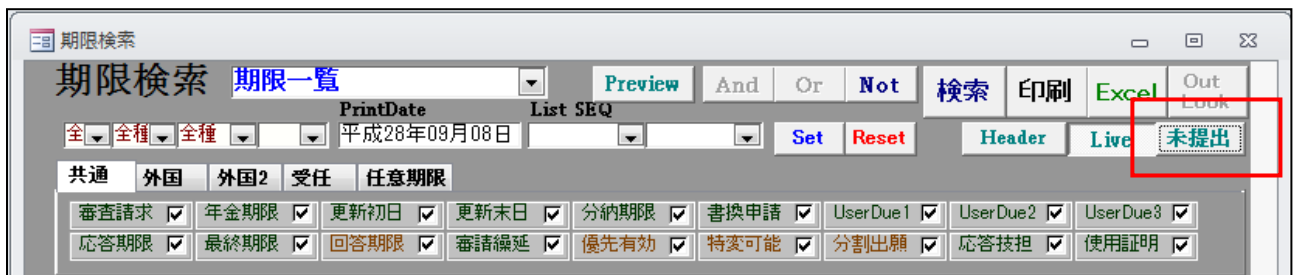 期限検索
期限検索 期限一覧 Preview And Or Not 検索 印刷 Excel Out Look
PrintDate List SEQ
全 全種 全種 平成28年09月08日 Set Reset Header Live 未提出
共通 外国 外国2 受任 任意期限
審査請求 年金期限 更新初日 更新末日 分納期限 書換申請 UserDue1 UserDue2 UserDue3
応答期限 最終期限 回答期限 審請繰延 優先有効 特変可能 分割出願 応答技担 使用証明